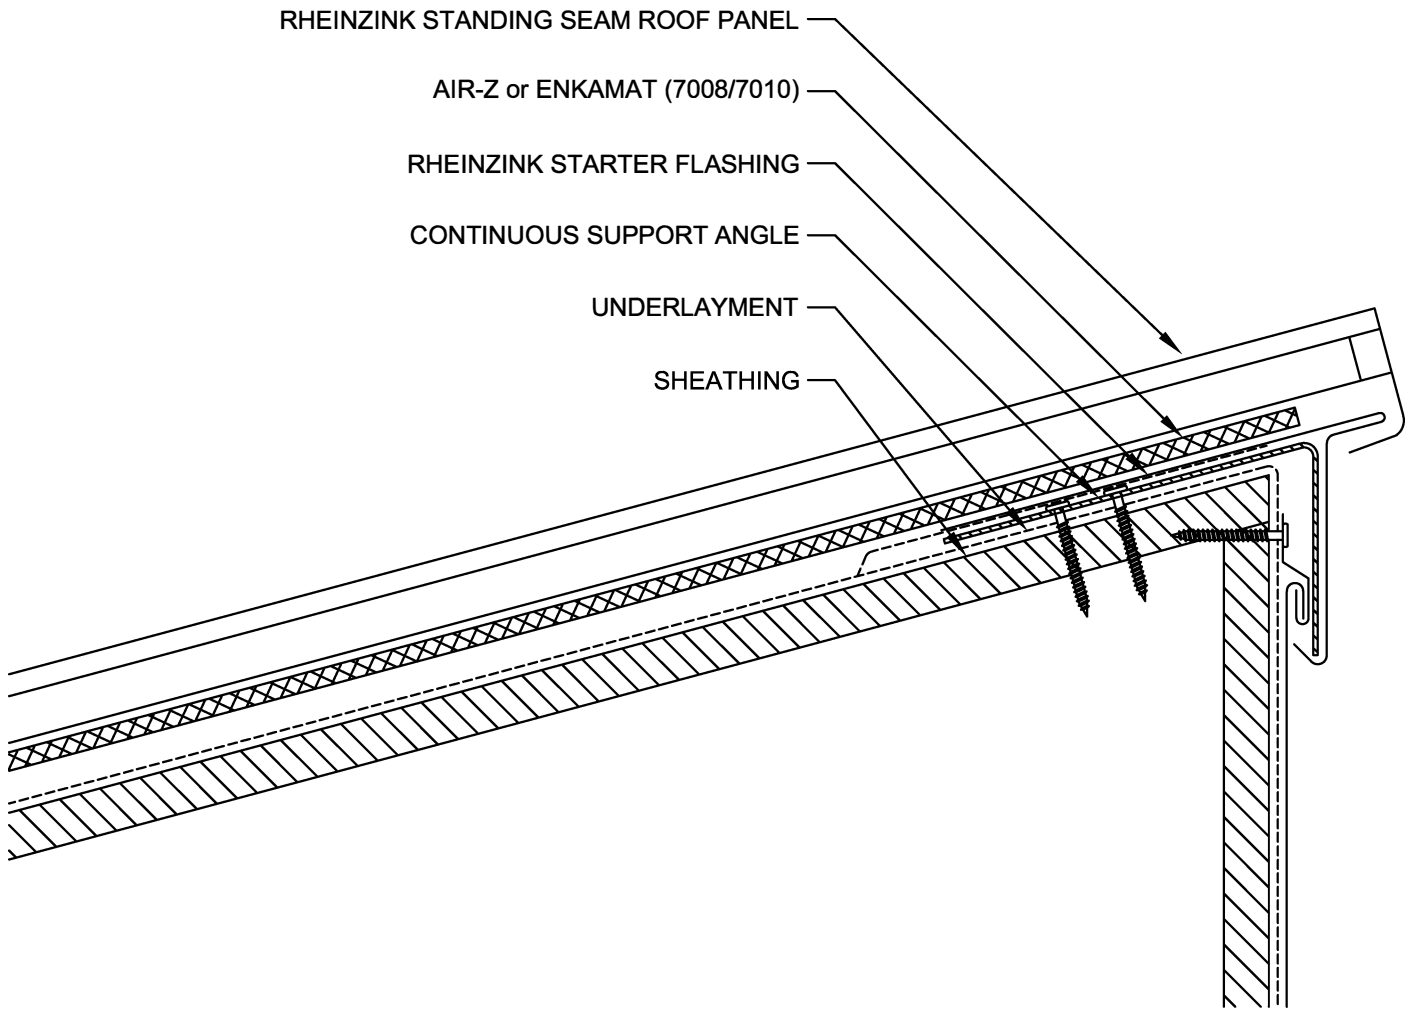 RHEINZINK STANDING SEAM ROOF PANEL
AIR-Z or ENKAMAT (7008/7010)
RHEINZINK STARTER FLASHING
CONTINUOUS SUPPORT ANGLE
UNDERLAYMENT
SHEATHING